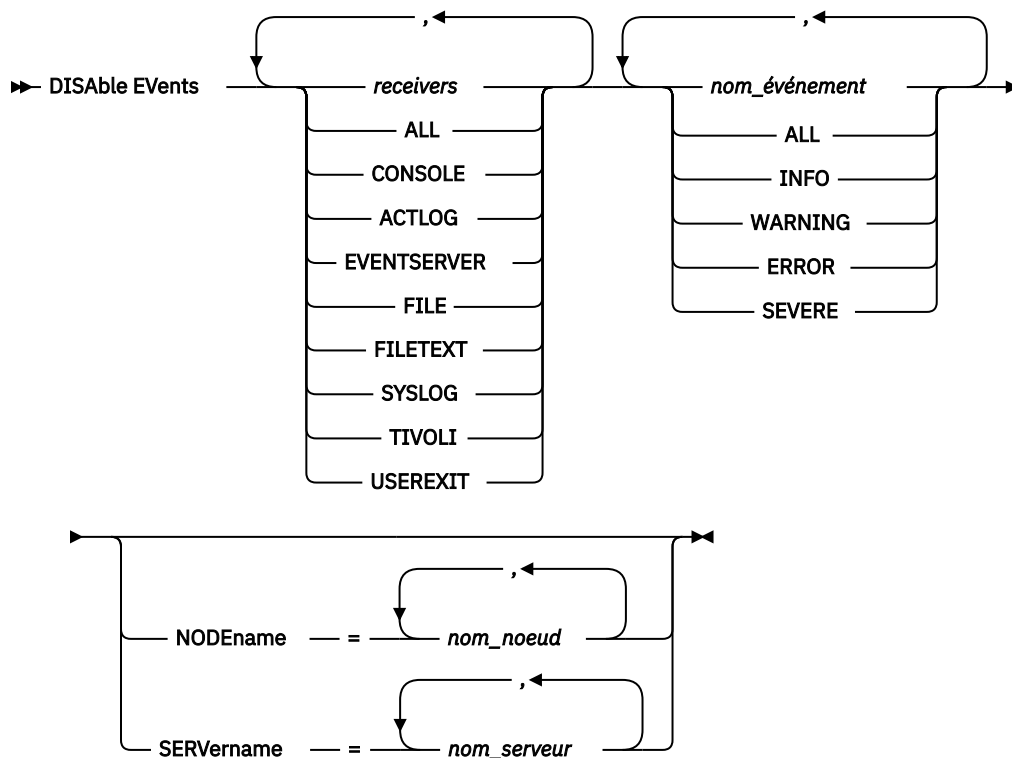 , ,
DISAble EVents receivers nom_événement
ALL ALL
CONSOLE INFO
ACTLOG WARNING
EVENTSERVER ERROR
FILE SEVERE
FILETEXT
SYSLOG
TIVOLI
USEREXIT
,
NODEname = nom_noeud
,
SERVername = nom_serveur